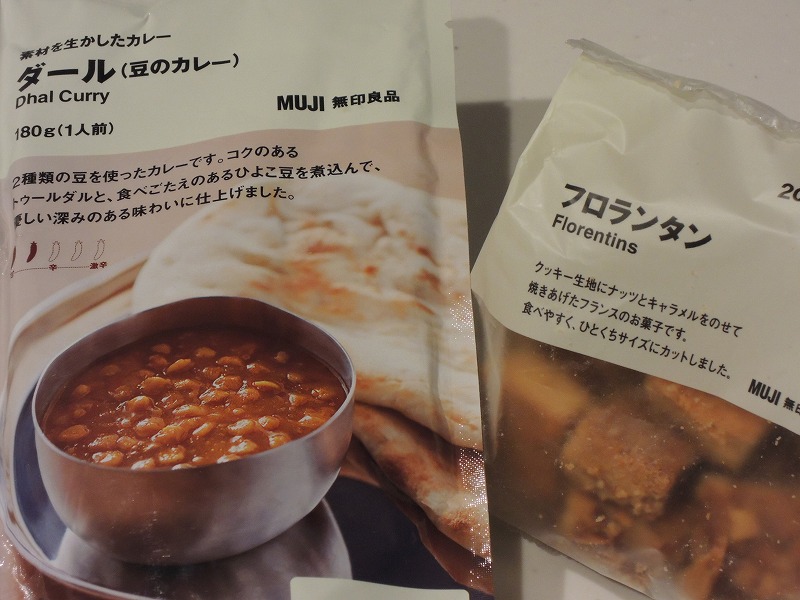 素材を生かしたカレー
ダール(豆のカレー)
Dhal Curry
MUJI 無印良品
180g(1人前)
2種類の豆を使ったカレーです。コクのある
トゥールダルと、食べごたえのあるひよこ豆を煮込んで、
優しい深みのある味わいに仕上げました。
辛 激辛
20
フロランタン
Florentins
クッキー生地にナッツとキャラメルをのせて
焼きあげたフランスのお菓子です。
食べやすく、ひとくちサイズにカットしました。
MUJI 無印